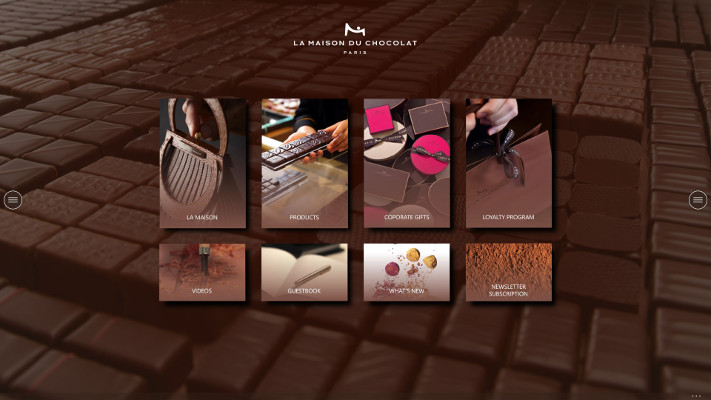 LA MAISON DU CHOCOLAT
PARIS
LA MAISON
PRODUCTS
COPORATE GIFTS
LOYALTY PROGRAM
VIDEOS
GUESTBOOK
WHAT'S NEW
NEWSLETTER
SUBSCRIPTION